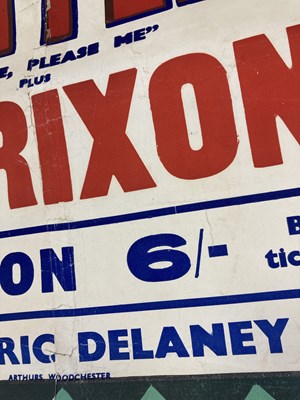 E, PLEASE ME"
PLUS
RIXON
ON 6/- B
tic
RIC DELANEY
ARTHURS, WOODCHESTER